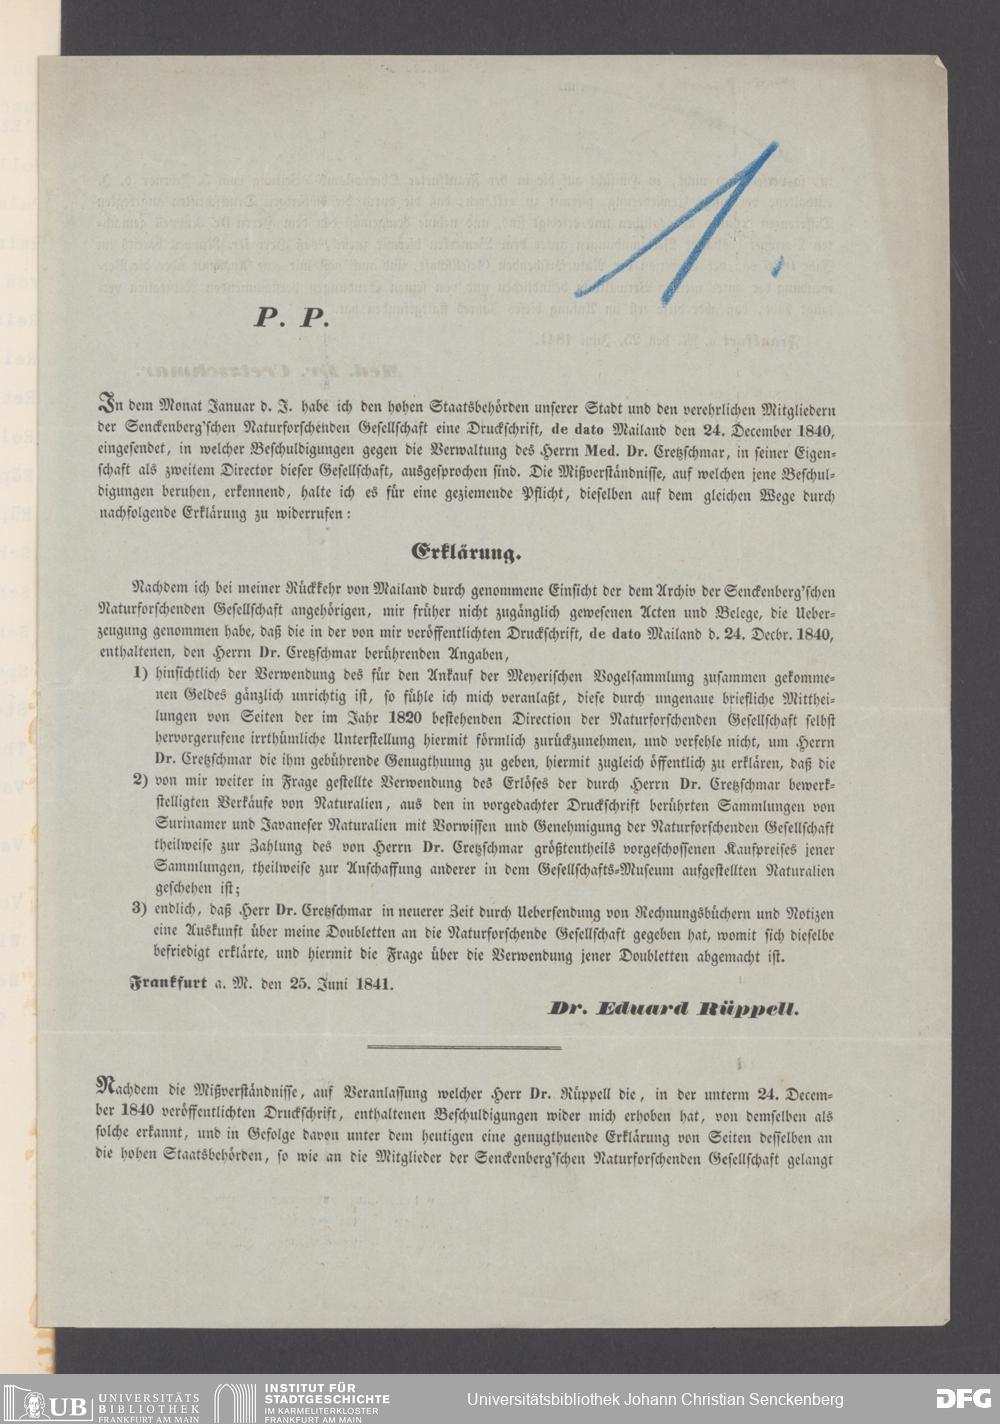 1.
P. P.
In dem Monat Januar d. J. habe ich den hohen Staatsbehörden unserer Stadt und den verehrlichen Mitgliedern
der Senckenberg'schen Naturforschenden Gesellschaft eine Druckschrift, de dato Mailand den 24. December 1840,
eingesendet, in welcher Beschuldigungen gegen die Verwaltung des Herrn Med. Dr. Cretzschmar, in seiner Eigen=
schaft als zweitem Director dieser Gesellschaft, ausgesprochen sind. Die Mißverständnisse, auf welchen jene Beschul=
digungen beruhen, erkennend, halte ich es für eine geziemende Pflicht, dieselben auf dem gleichen Wege durch
nachfolgende Erklärung zu widerrufen:
Erklärung.
Nachdem ich bei meiner Rückkehr von Mailand durch genommene Einsicht der dem Archiv der Senckenberg'schen
Naturforschenden Gesellschaft angehörigen, mir früher nicht zugänglich gewesenen Acten und Belege, die Ueber=
zeugung genommen habe, daß die in der von mir veröffentlichten Druckschrift, de dato Mailand d. 24. Decbr. 1840,
enthaltenen, den Herrn Dr. Cretzschmar berührenden Angaben,
1) hinsichtlich der Verwendung des für den Ankauf der Meyerischen Vogelsammlung zusammen gekomme=
nen Geldes gänzlich unrichtig ist, so fühle ich mich veranlaßt, diese durch ungenaue briefliche Mitthei=
lungen von Seiten der im Jahr 1820 bestehenden Direction der Naturforschenden Gesellschaft selbst
hervorgerufene irrthümliche Unterstellung hiermit förmlich zurückzunehmen, und verfehle nicht, um Herrn
Dr. Cretzschmar die ihm gebührende Genugthuung zu geben, hiermit zugleich öffentlich zu erklären, daß die
2) von mir weiter in Frage gestellte Verwendung des Erlöses der durch Herrn Dr. Cretzschmar bewerk=
stelligten Verkäufe von Naturalien, aus den in vorgedachter Druckschrift berührten Sammlungen von
Surinamer und Javaneser Naturalien mit Vorwissen und Genehmigung der Naturforschenden Gesellschaft
theilweise zur Zahlung des von Herrn Dr. Cretzschmar größtentheils vorgeschossenen Kaufpreises jener
Sammlungen, theilweise zur Anschaffung anderer in dem Gesellschafts=Museum aufgestellten Naturalien
geschehen ist;
3) endlich, daß Herr Dr. Cretzschmar in neuerer Zeit durch Uebersendung von Rechnungsbüchern und Notizen
eine Auskunft über meine Doubletten an die Naturforschende Gesellschaft gegeben hat, womit sich dieselbe
befriedigt erklärte, und hiermit die Frage über die Verwendung jener Doubletten abgemacht ist.
Frankfurt a. M. den 25. Juni 1841.
Dr. Eduard Rüppell.
Nachdem die Mißverständnisse, auf Veranlassung welcher Herr Dr. Rüppell die, in der unterm 24. Decem=
ber 1840 veröffentlichten Druckschrift, enthaltenen Beschuldigungen wider mich erhoben hat, von demselben als
solche erkannt, und in Gefolge davon unter dem heutigen eine genugthuende Erklärung von Seiten desselben an
die hohen Staatsbehörden, so wie an die Mitglieder der Senckenberg'schen Naturforschenden Gesellschaft gelangt
UB UNIVERSITÄTS
BIBLIOTHEK
FRANKFURT AM MAIN
INSTITUT FÜR
STADTGESCHICHTE
IM KARMELITERKLOSTER
FRANKFURT AM MAIN
Universitätsbibliothek Johann Christian Senckenberg
DFG